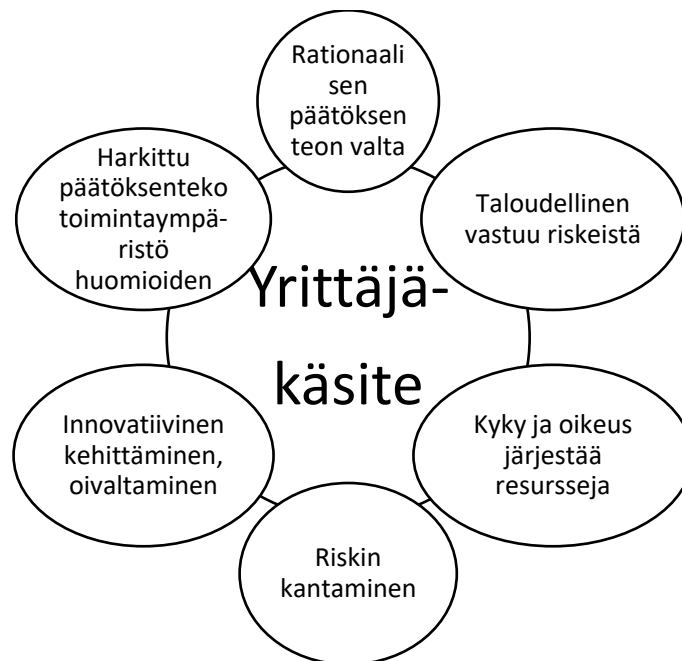 Rationaali
sen
päätöksen
teon valta
Taloudellinen
vastuu riskeistä
Kyky ja oikeus
järjestää
resursseja
Riskin
kantaminen
Innovatiivinen
kehittäminen,
oivaltaminen
Harkittu
päätöksenteko
toimintaympä-
ristö
huomioiden
Yrittäjä-
käsite